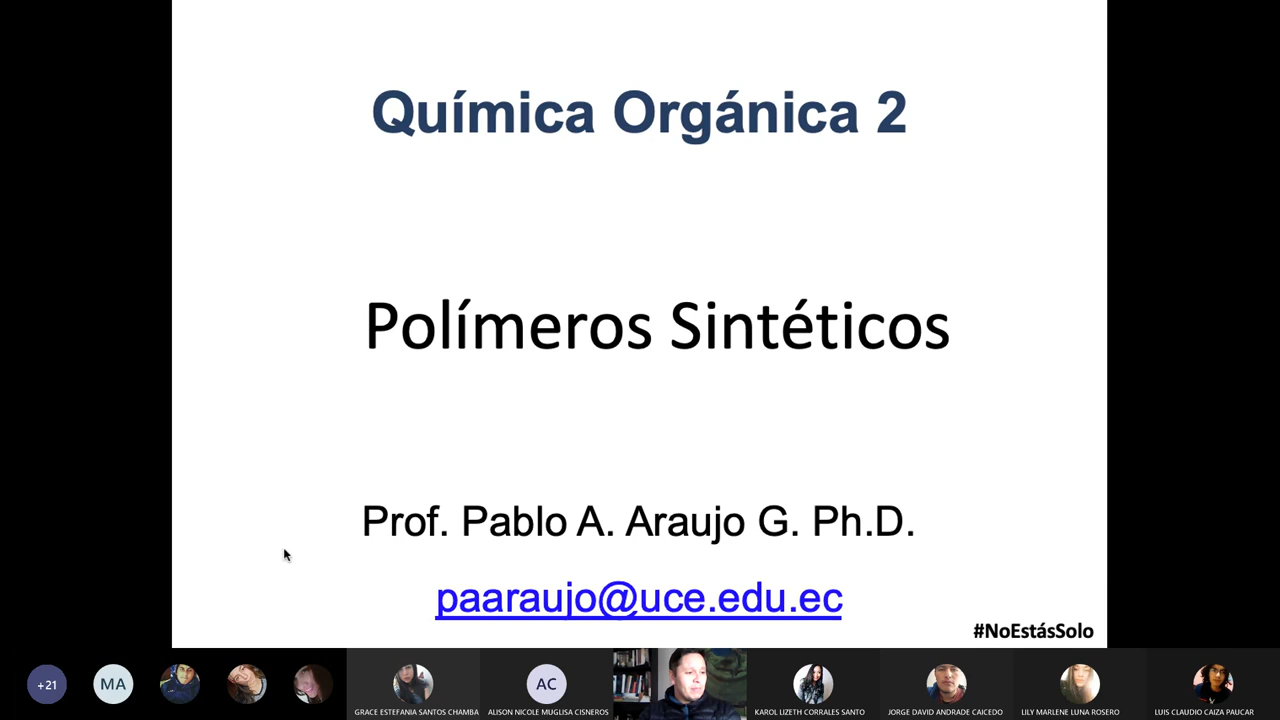 Química Orgánica 2
Polímeros Sintéticos
Prof. Pablo A. Araujo G. Ph.D.
paaraujo@uce.edu.ec
#NoEstásSolo
+21
MA
AC
GRACE ESTEFANIA SANTOS CHAMBA
ALISON NICOLE MUGLISA CISNEROS
KAROL LIZETH CORRALES SANTO
JORGE DAVID ANDRADE CAICEDO
LILY MARLENE LUNA ROSERO
LUIS CLAUDIO CAIZA PAUCAR